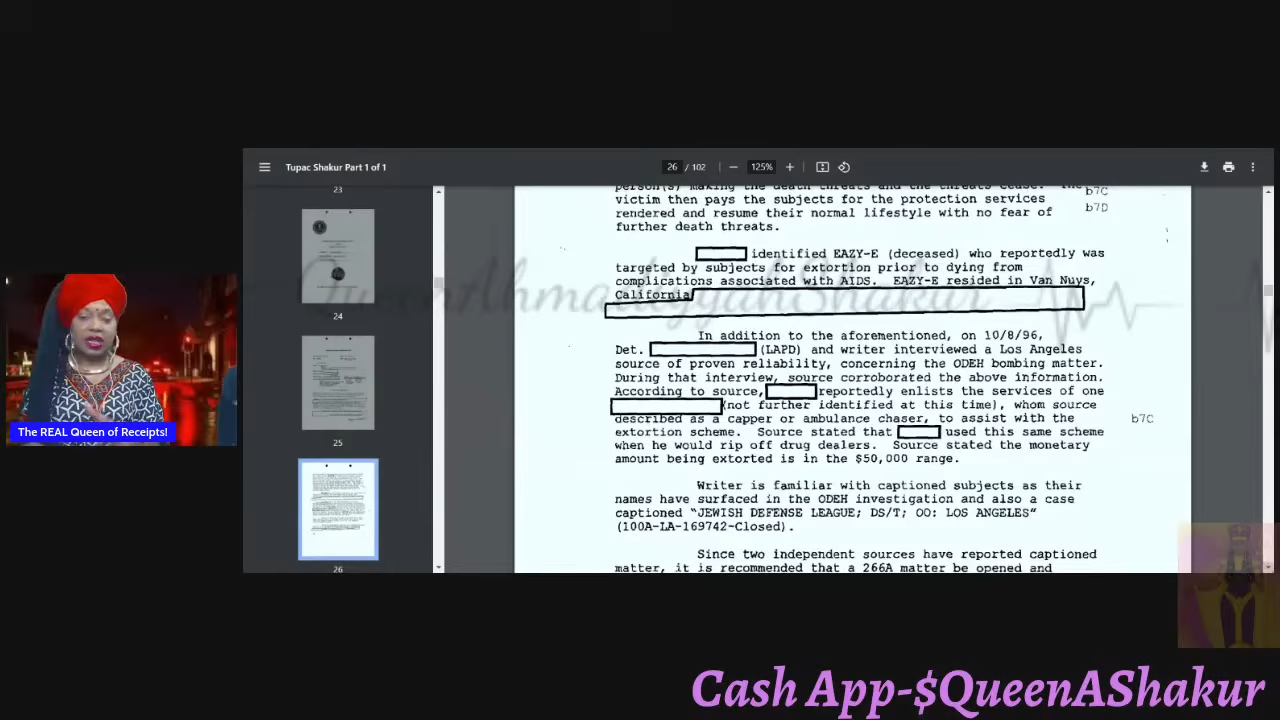 Tupac Shakur Part 1 of 1
26 / 102
125%
23
24
25
26
person(s) making the death threats and the threats cease. The
b7C
victim then pays the subjects for the protection services
b7D
rendered and resume their normal lifestyle with no fear of
further death threats.
identified EAZY-E (deceased) who reportedly was
targeted by subjects for extortion prior to dying from
complications associated with AIDS. EAZY-E resided in Van Nuys,
California
In addition to the aforementioned, on 10/8/96,
Det. (LAPD) and writer interviewed a Los Angeles
source of proven reliability, concerning the ODEH bombing matter.
During that interview, source corroborated the above information.
According to source, reportedly enlists the services of one
(not further identified at this time), whom source
described as a capper or ambulance chaser, to assist with the
b7C
extortion scheme. Source stated that used this same scheme
when he would rip off drug dealers. Source stated the monetary
amount being extorted is in the $50,000 range.
Writer is familiar with captioned subjects as their
names have surfaced in the ODEH investigation and also a case
captioned "JEWISH DEFENSE LEAGUE; DS/T; OO: LOS ANGELES"
(100A-LA-169742-Closed).
Since two independent sources have reported captioned
matter, it is recommended that a 266A matter be opened and
The REAL Queen of Receipts!
Cash App-$QueenAShakur